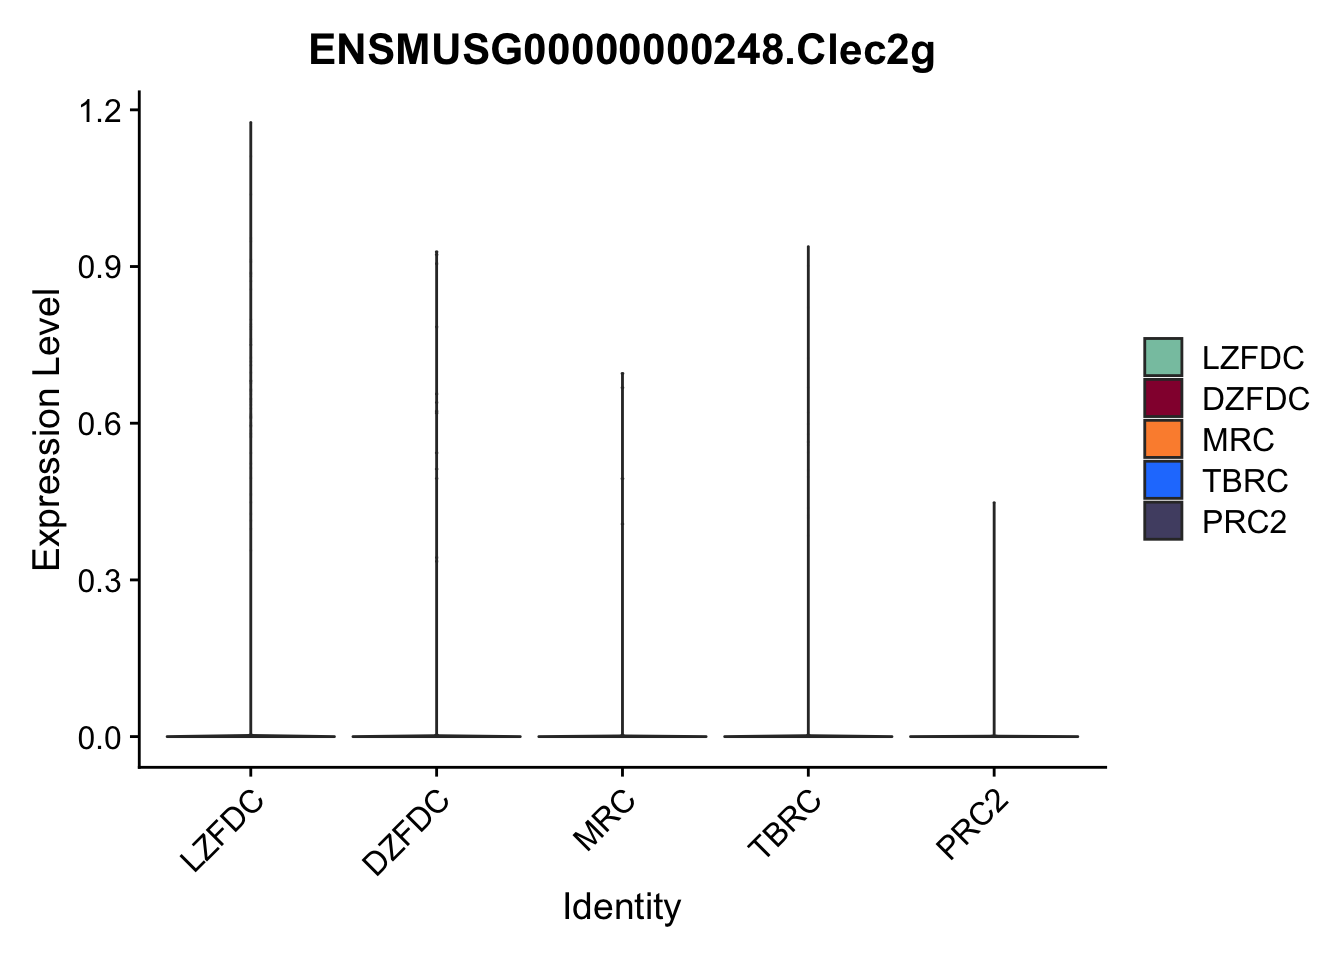 ENSMUSG00000000248.Clec2g
Expression Level
1.2
0.9
0.6
0.3
0.0
LZFDC
DZFDC
MRC
TBRC
PRC2
Identity
LZFDC
DZFDC
MRC
TBRC
PRC2